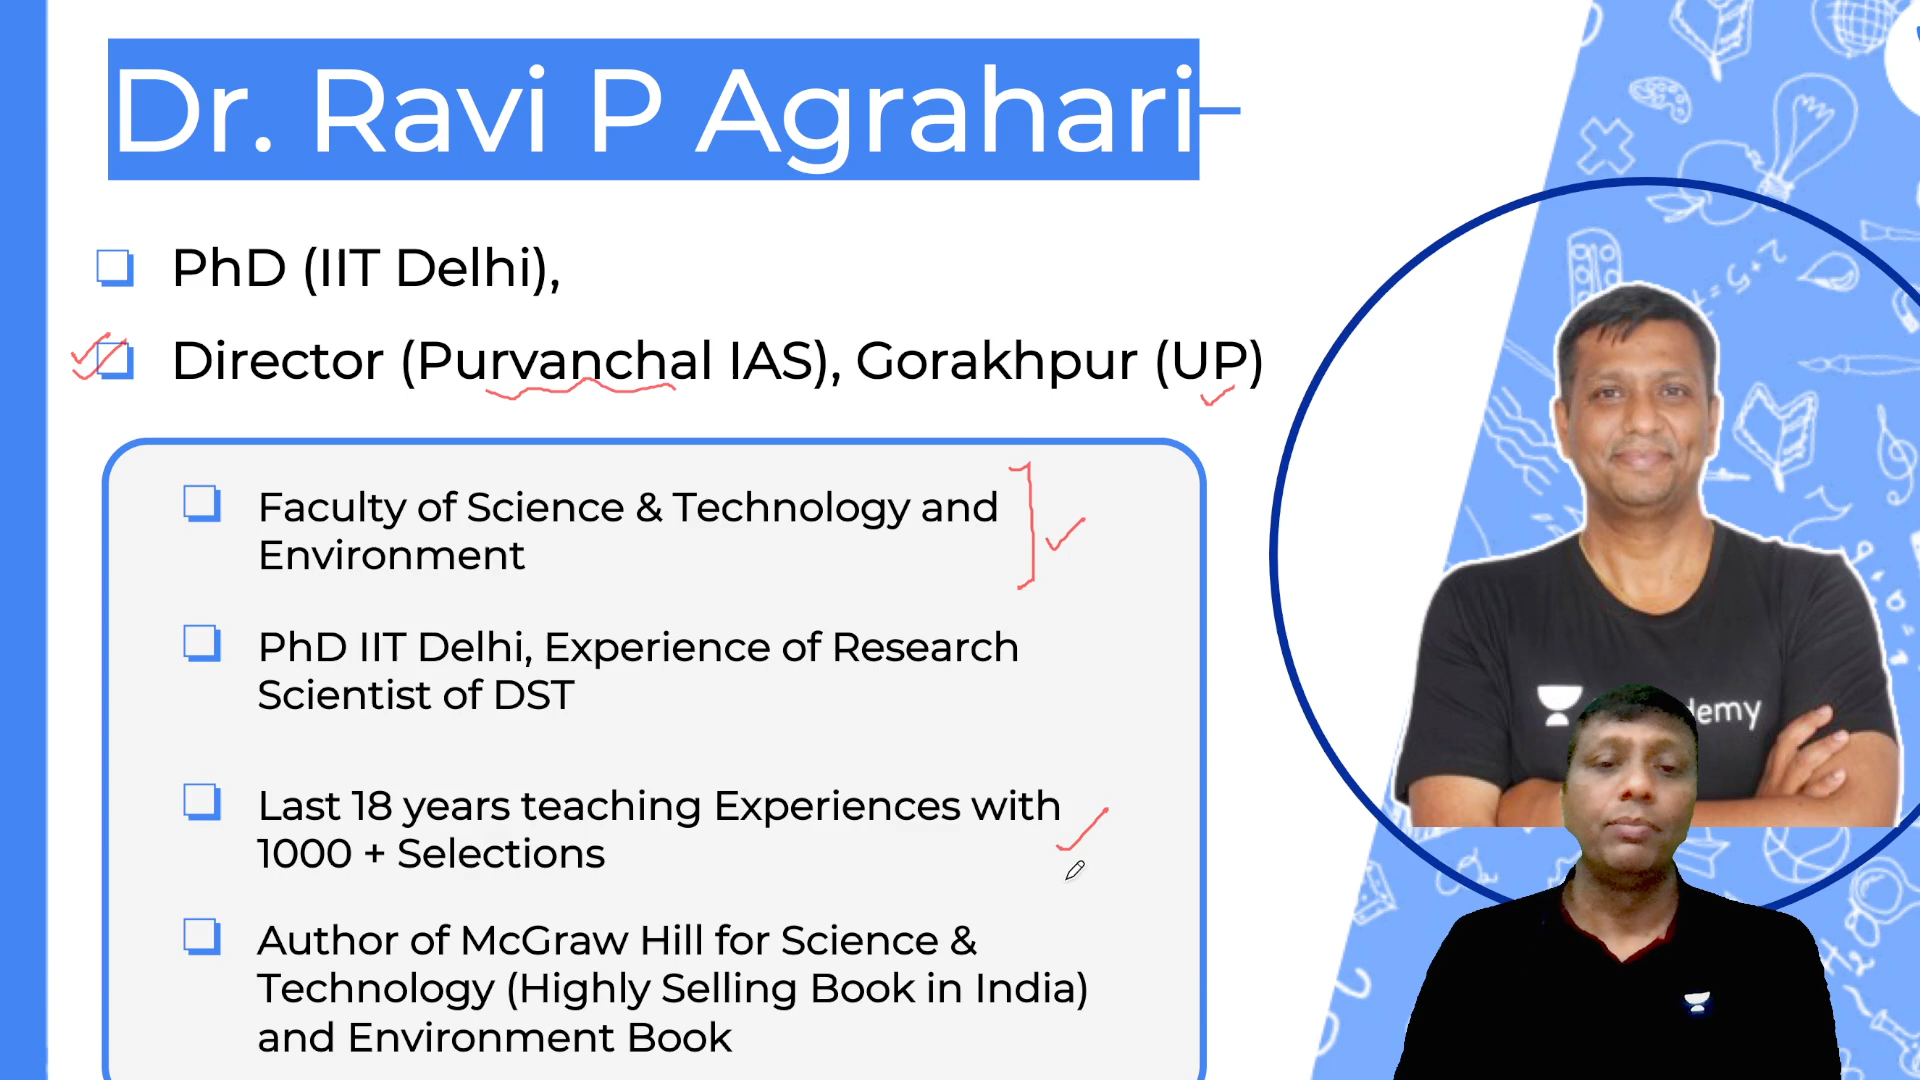 Dr. Ravi P Agrahari–
PhD (IIT Delhi),
Director (Purvanchal IAS), Gorakhpur (UP)
Faculty of Science & Technology and
Environment
PhD IIT Delhi, Experience of Research
Scientist of DST
Last 18 years teaching Experiences with
1000 + Selections
Author of McGraw Hill for Science &
Technology (Highly Selling Book in India)
and Environment Book
demy